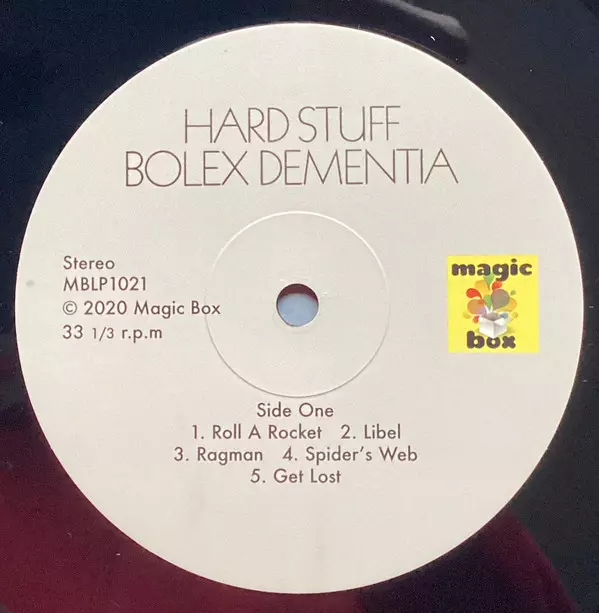 HARD STUFF
BOLEX DEMENTIA
Stereo
MBLP1021
© 2020 Magic Box
33 1/3 r.p.m
magic
box
Side One
1. Roll A Rocket 2. Libel
3. Ragman 4. Spider's Web
5. Get Lost